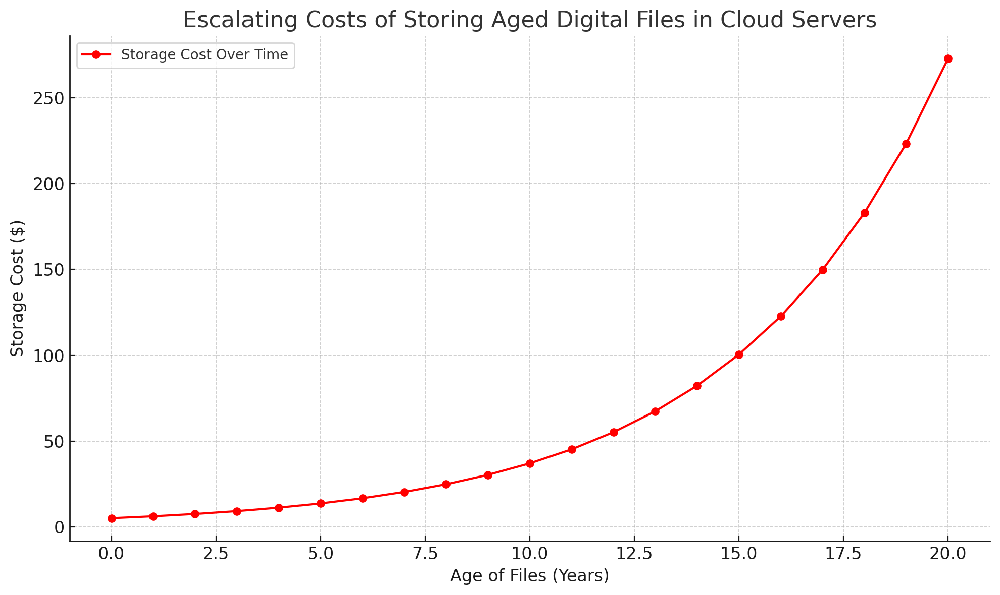 Escalating Costs of Storing Aged Digital Files in Cloud Servers
Storage Cost Over Time
250
200
150
100
50
0
Storage Cost ($)
0.0 2.5 5.0 7.5 10.0 12.5 15.0 17.5 20.0
Age of Files (Years)